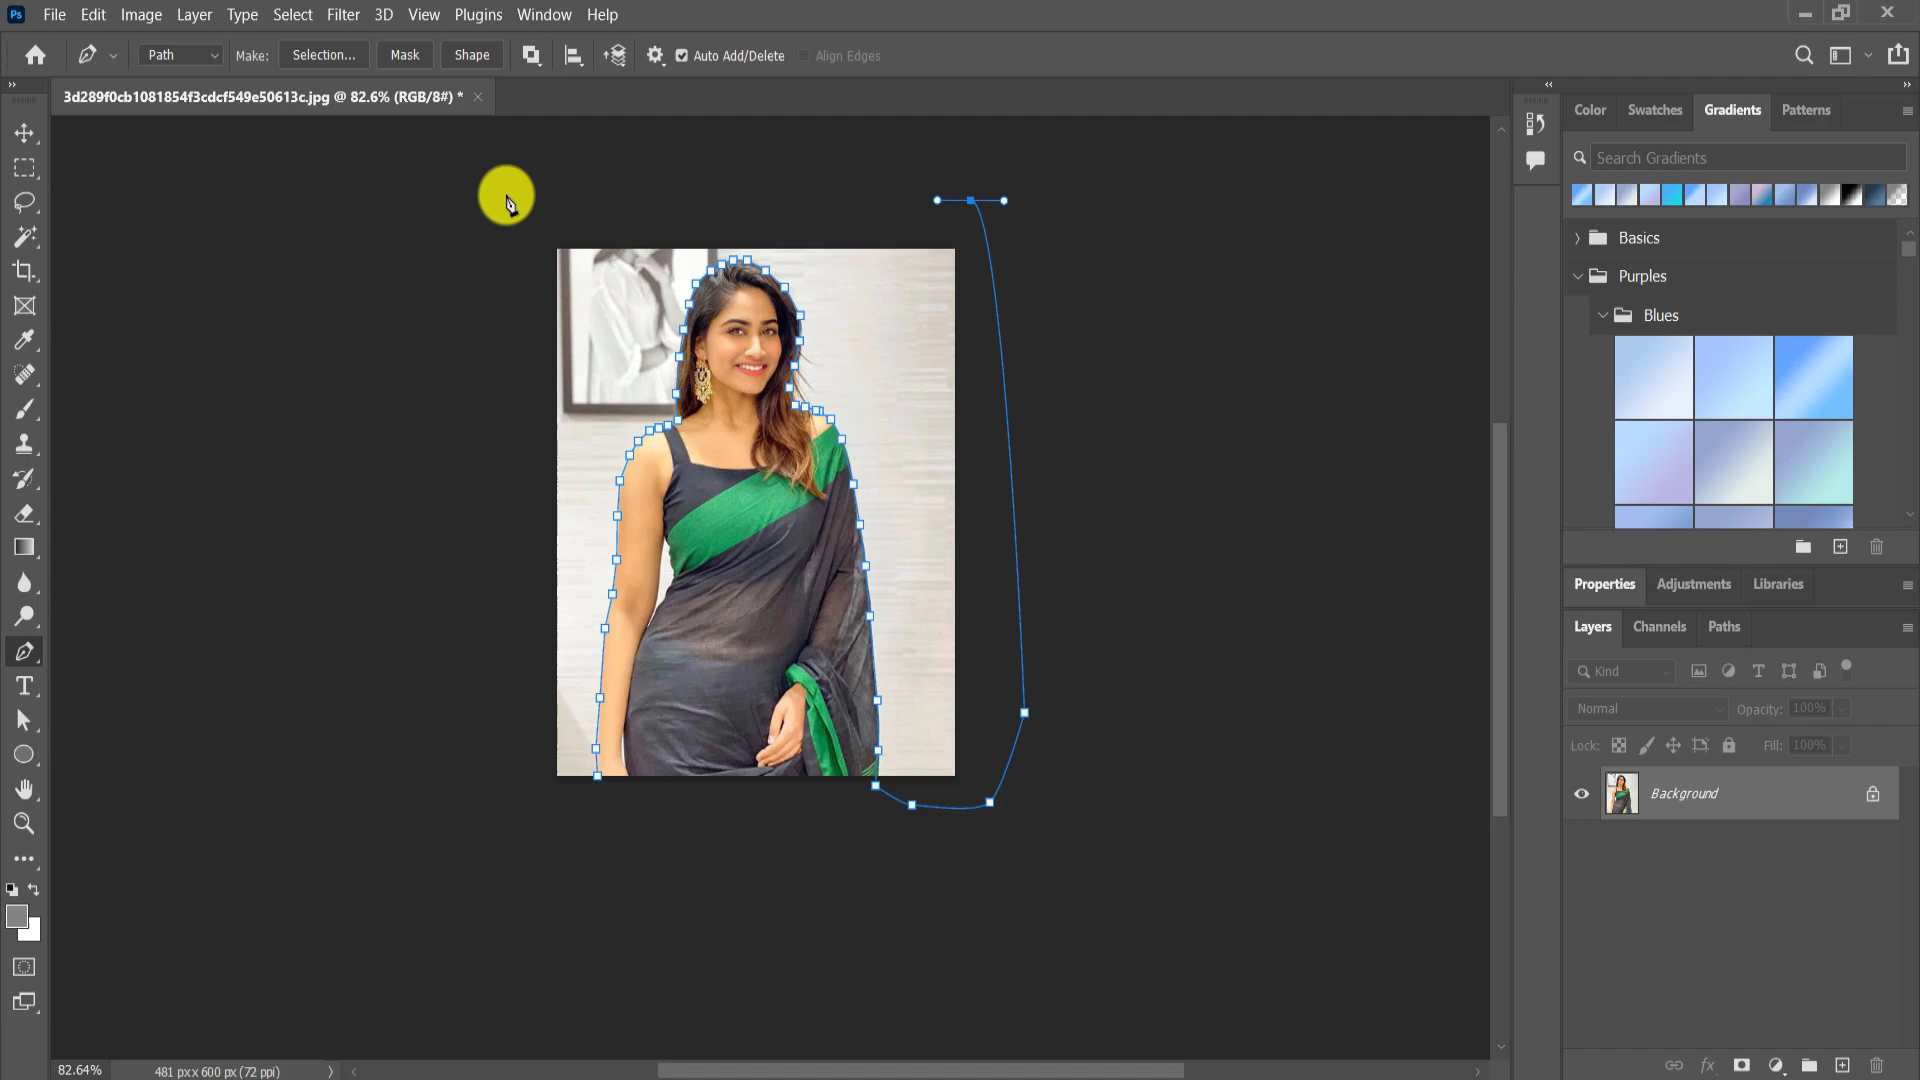 Ps File Edit Image Layer Type Select Filter 3D View Plugins Window Help
Path Make: Selection... Mask Shape Auto Add/Delete Align Edges
3d289f0cb1081854f3cdcf549e50613c.jpg @ 82.6% (RGB/8#) *
Color Swatches Gradients Patterns
Search Gradients
Basics
Purples
Blues
Properties Adjustments Libraries
Layers Channels Paths
Kind
Normal Opacity: 100%
Lock: Fill: 100%
Background
fx
82.64% 481 px x 600 px (72 ppi)